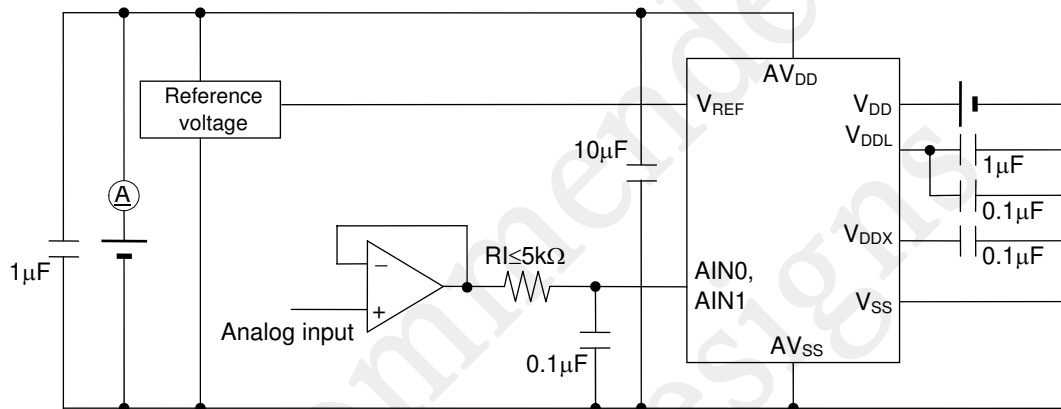 AVDD
Reference
voltage
VREF
VDD
VDDL
10μF
1μF
0.1μF
VDDX
0.1μF
A
1μF
−
RI≤5kΩ
AIN0,
AIN1
+
VSS
Analog input
0.1μF
AVSS